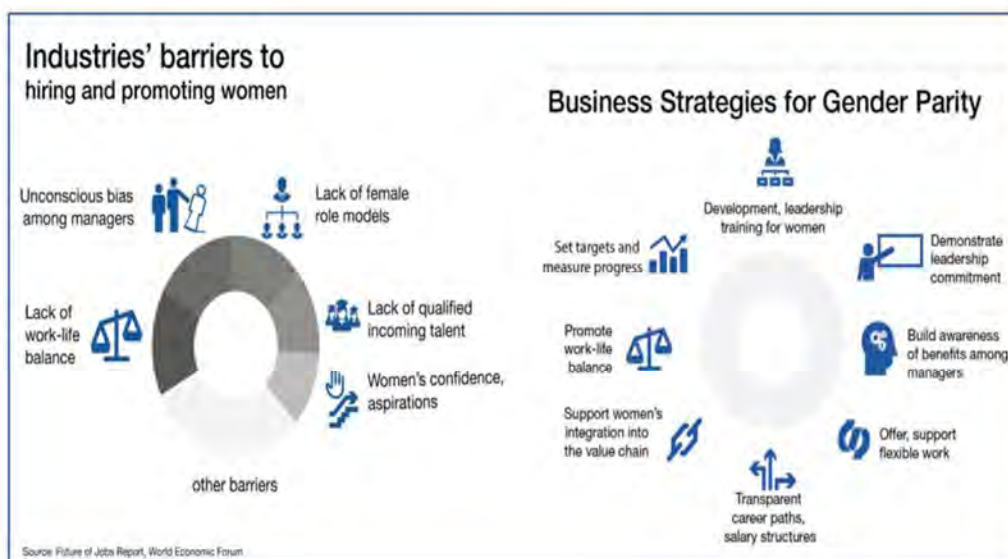 Industries' barriers to
hiring and promoting women
Unconscious bias
among managers
Lack of female
role models
Lack of
work-life
balance
Lack of qualified
incoming talent
Women's confidence,
aspirations
other barriers
Source: Future of Jobs Report, World Economic Forum
Business Strategies for Gender Parity
Development, leadership
training for women
Set targets and
measure progress
Demonstrate
leadership
commitment
Promote
work-life
balance
Build awareness
of benefits among
managers
Support women's
integration into
the value chain
Offer, support
flexible work
Transparent
career paths,
salary structures